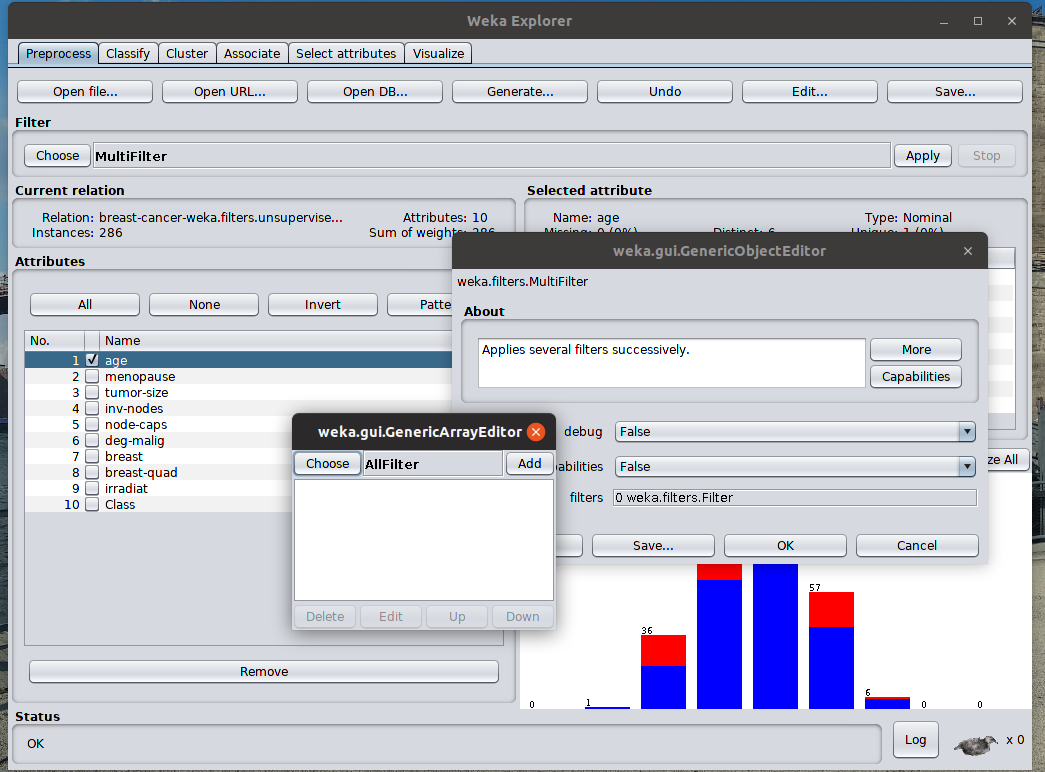 Weka Explorer
Preprocess Classify Cluster Associate Select attributes Visualize
Open file... Open URL... Open DB... Generate... Undo Edit... Save...
Filter
Choose MultiFilter Apply Stop
Current relation
Relation: breast-cancer-weka.filters.unsupervise... Attributes: 10
Instances: 286 Sum of weights: 286
Selected attribute
Name: age Type: Nominal
Missing: 0 (0%) Distinct: 6 Unique: 1 (0%)
Attributes
All None Invert Patte
No. Name
1 age
2 menopause
3 tumor-size
4 inv-nodes
5 node-caps
6 deg-malig
7 breast
8 breast-quad
9 irradiat
10 Class
Remove
weka.gui.GenericObjectEditor
weka.filters.MultiFilter
About
Applies several filters successively.
More
Capabilities
debug False
abilities False
filters 0 weka.filters.Filter
Save... OK Cancel
weka.gui.GenericArrayEditor
Choose AllFilter Add
Delete Edit Up Down
ze All
0 1 36 57 6 0 0
Status
OK
Log x 0